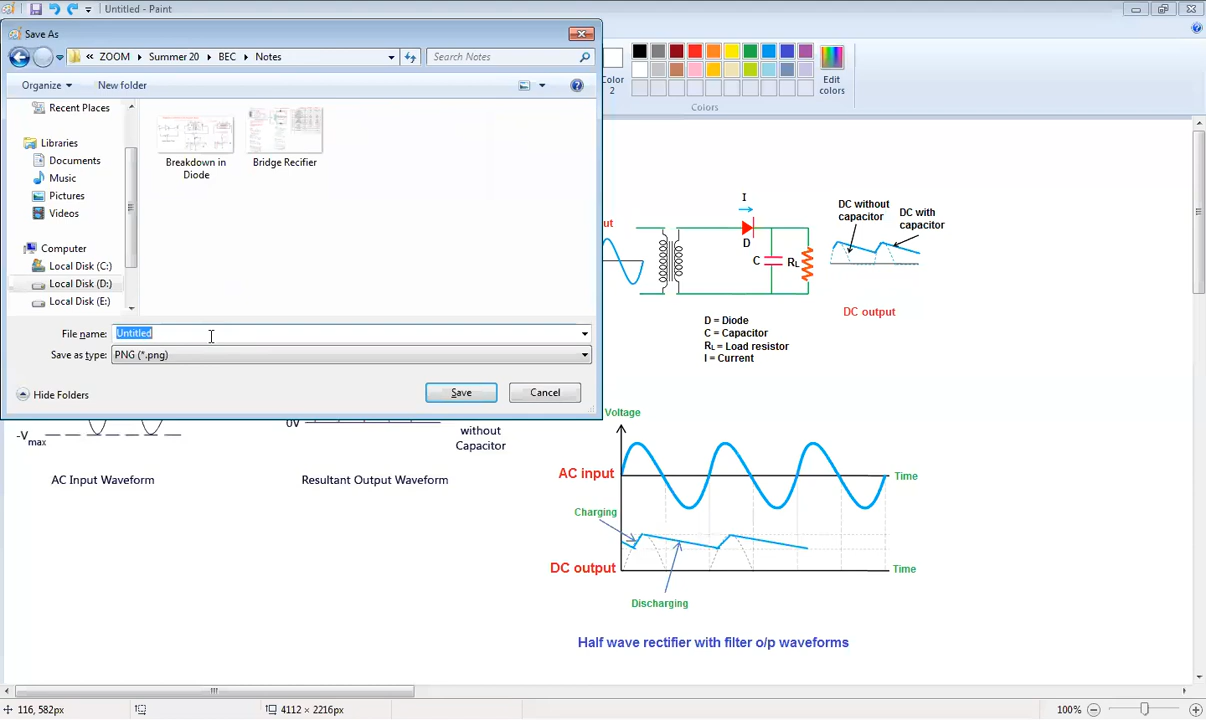 Untitled - Paint
Save As
« ZOOM Summer 20 BEC Notes
Search Notes
Organize
New folder
Recent Places
Libraries
Documents
Music
Pictures
Videos
Computer
Local Disk (C:)
Local Disk (D:)
Local Disk (E:)
Breakdown in
Diode
Bridge Recifier
File name: Untitled
Save as type: PNG (*.png)
Hide Folders
Save
Cancel
Color
2
Edit
colors
Colors
ut
I
D
C
RL
DC without
capacitor
DC with
capacitor
DC output
D = Diode
C = Capacitor
RL = Load resistor
I = Current
-Vmax
0V
without
Capacitor
AC Input Waveform
Resultant Output Waveform
Voltage
AC input
Time
Charging
DC output
Time
Discharging
Half wave rectifier with filter o/p waveforms
116, 582px
4112 × 2216px
100%